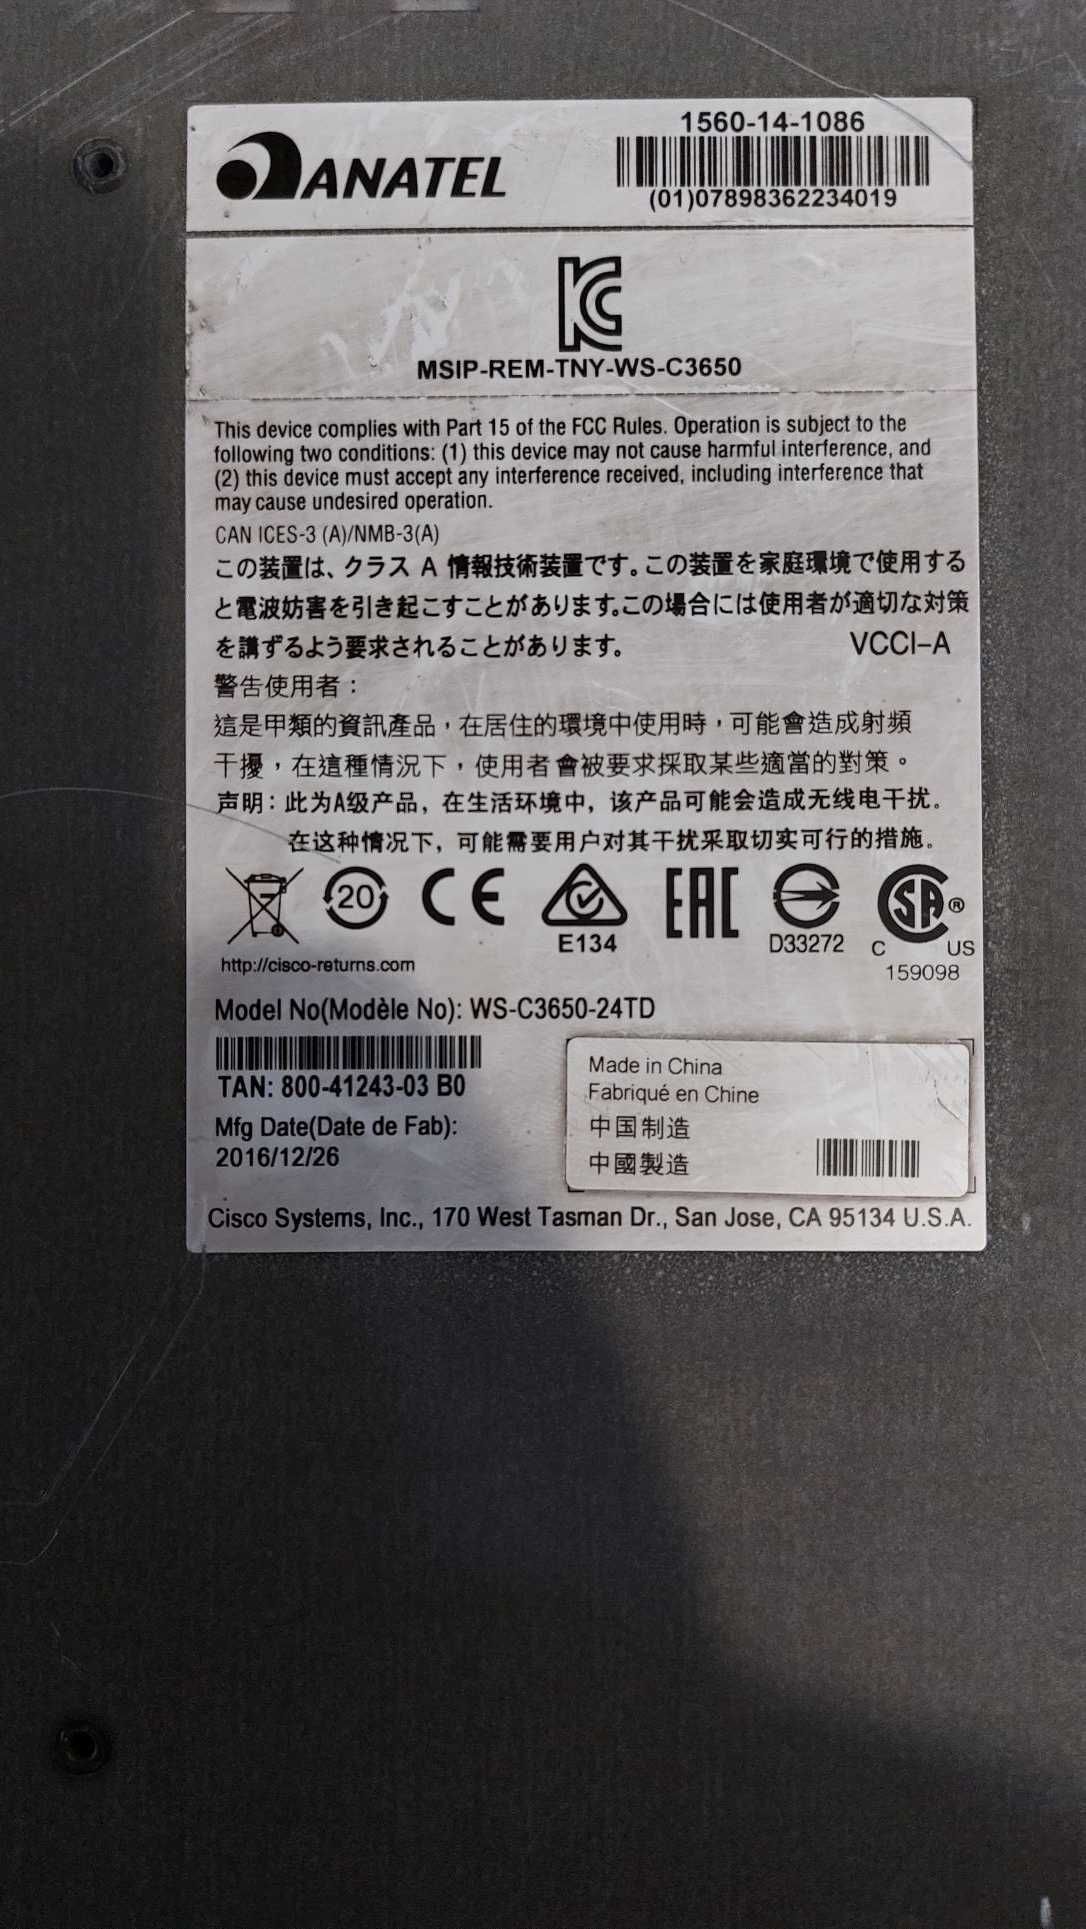 ANATEL
1560-14-1086
(01)07898362234019
MSIP-REM-TNY-WS-C3650
This device complies with Part 15 of the FCC Rules. Operation is subject to the
following two conditions: (1) this device may not cause harmful interference, and
(2) this device must accept any interference received, including interference that
may cause undesired operation.
CAN ICES-3 (A)/NMB-3(A)
この装置は、クラス A 情報技術装置です。この装置を家庭環境で使用する
と電波妨害を引き起こすことがあります。この場合には使用者が適切な対策
を講ずるよう要求されることがあります。 VCCI-A
警告使用者：
這是甲類的資訊產品，在居住的環境中使用時，可能會造成射頻
干擾，在這種情況下，使用者會被要求採取某些適當的對策。
声明：此为A级产品，在生活环境中，该产品可能会造成无线电干扰。
在这种情况下，可能需要用户对其干扰采取切实可行的措施。
20 CE E134 EAC D33272 C SA ® US
http://cisco-returns.com
159098
Model No(Modèle No): WS-C3650-24TD
TAN: 800-41243-03 B0
Mfg Date(Date de Fab):
2016/12/26
Made in China
Fabriqué en Chine
中国制造
中國製造
Cisco Systems, Inc., 170 West Tasman Dr., San Jose, CA 95134 U.S.A.